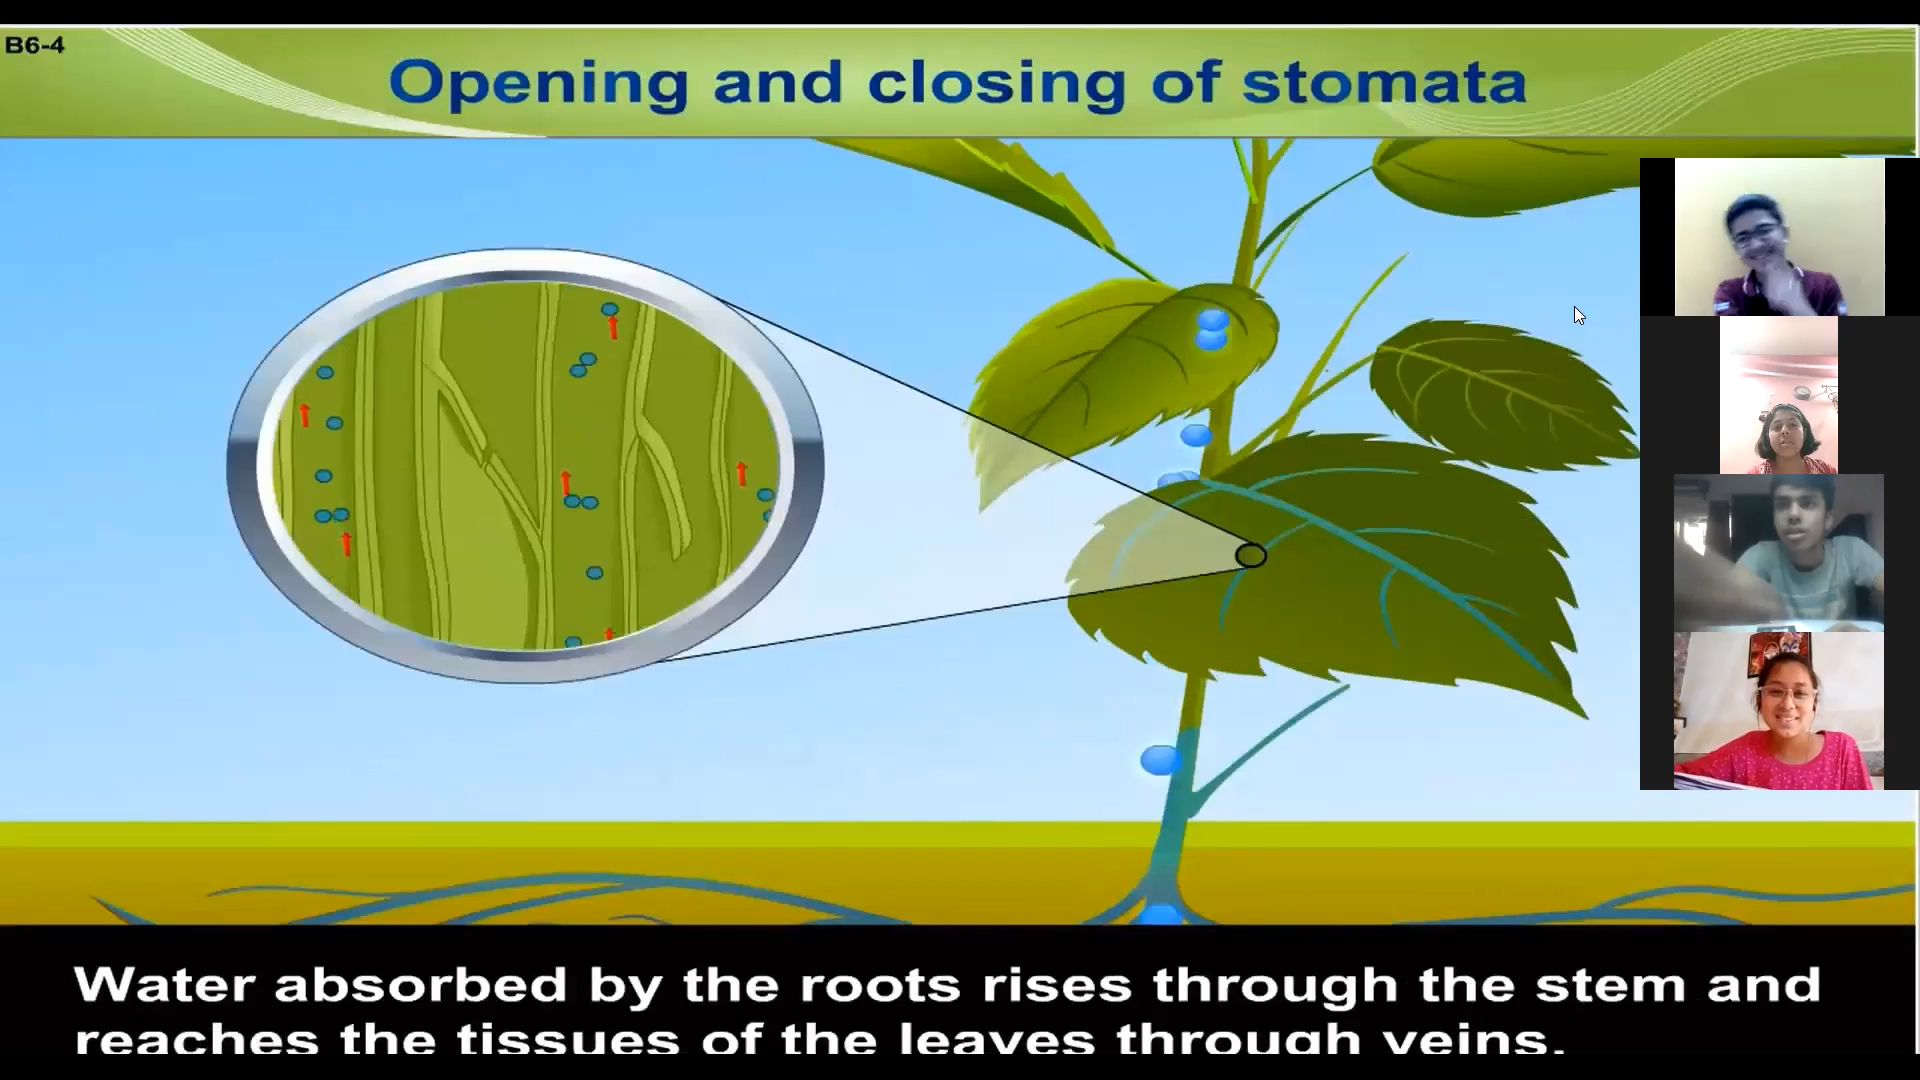 B6-4
Opening and closing of stomata
Water absorbed by the roots rises through the stem and
reaches the tissues of the leaves through veins.